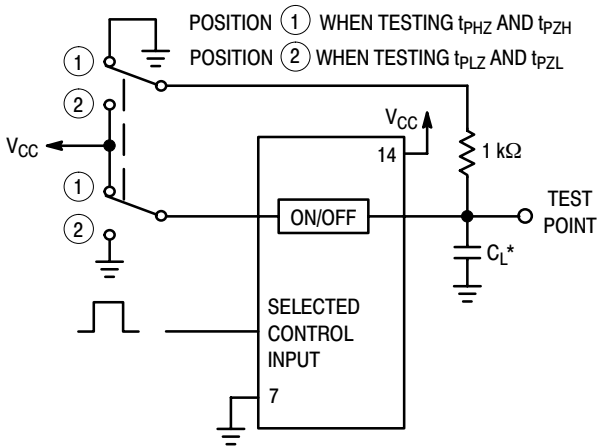 POSITION 1 WHEN TESTING tPHZ AND tPZH
POSITION 2 WHEN TESTING tPLZ AND tPZL
1
2
VCC
1
2
VCC
14
1 kΩ
TEST
POINT
ON/OFF
CL*
SELECTED
CONTROL
INPUT
7